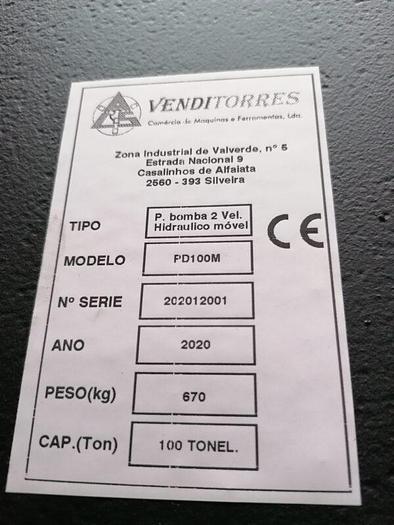 VENDITORRES
Comércio de Maquinas e Ferramentas, Lda.
Zona Industrial de Valverde, nº 5
Estrada Nacional 9
Casalinhos de Alfaiata
2560 - 393 Silveira
TIPO P. bomba 2 Vel.
Hidraulico móvel
CE
MODELO PD100M
Nº SERIE 202012001
ANO 2020
PESO(kg) 670
CAP.(Ton) 100 TONEL.